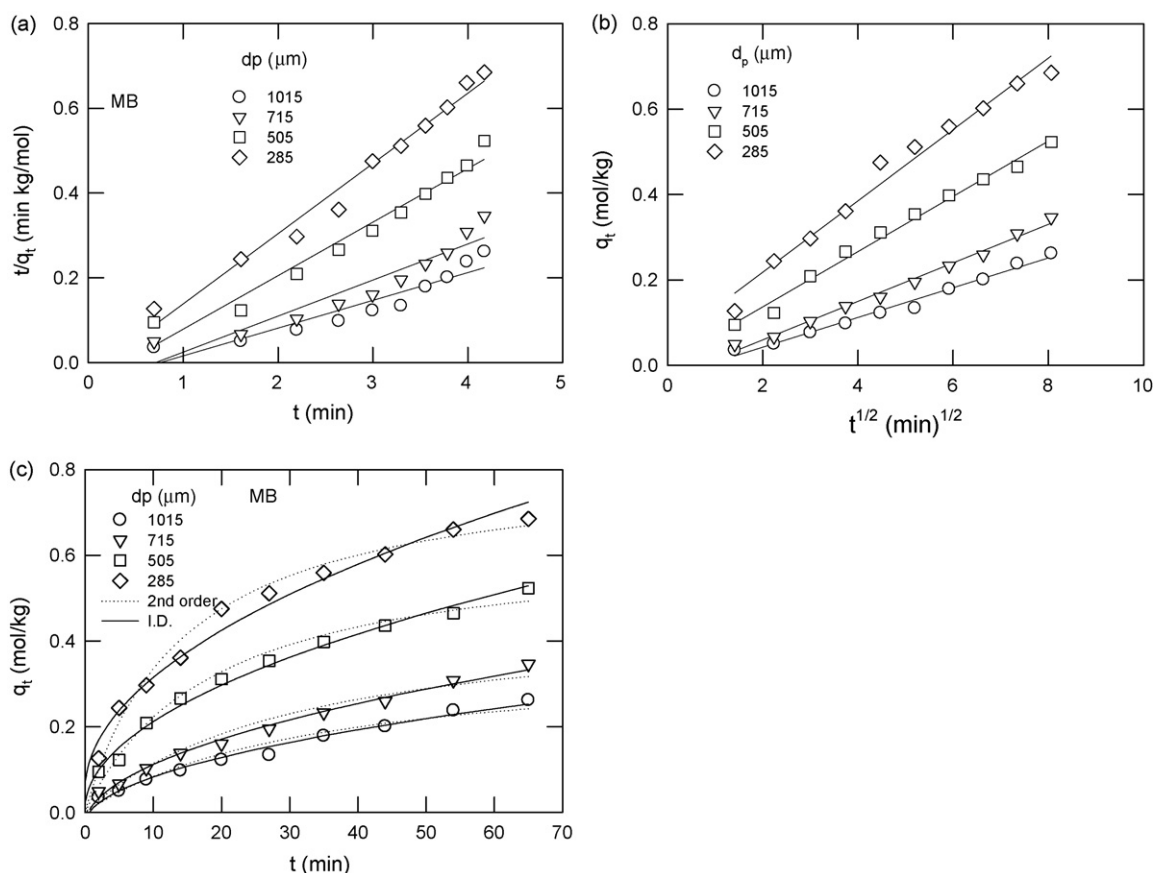 (a)
0.8
0.6
0.4
0.2
0.0
t/qt (min kg/mol)
dp (μm)
1015
715
505
285
MB
0 1 2 3 4 5
t (min)
(b)
0.8
0.6
0.4
0.2
0.0
qt (mol/kg)
dp (μm)
1015
715
505
285
0 2 4 6 8 10
t1/2 (min)1/2
(c)
0.8
0.6
0.4
0.2
0.0
qt (mol/kg)
dp (μm) MB
1015
715
505
285
2nd order
I.D.
0 10 20 30 40 50 60 70
t (min)